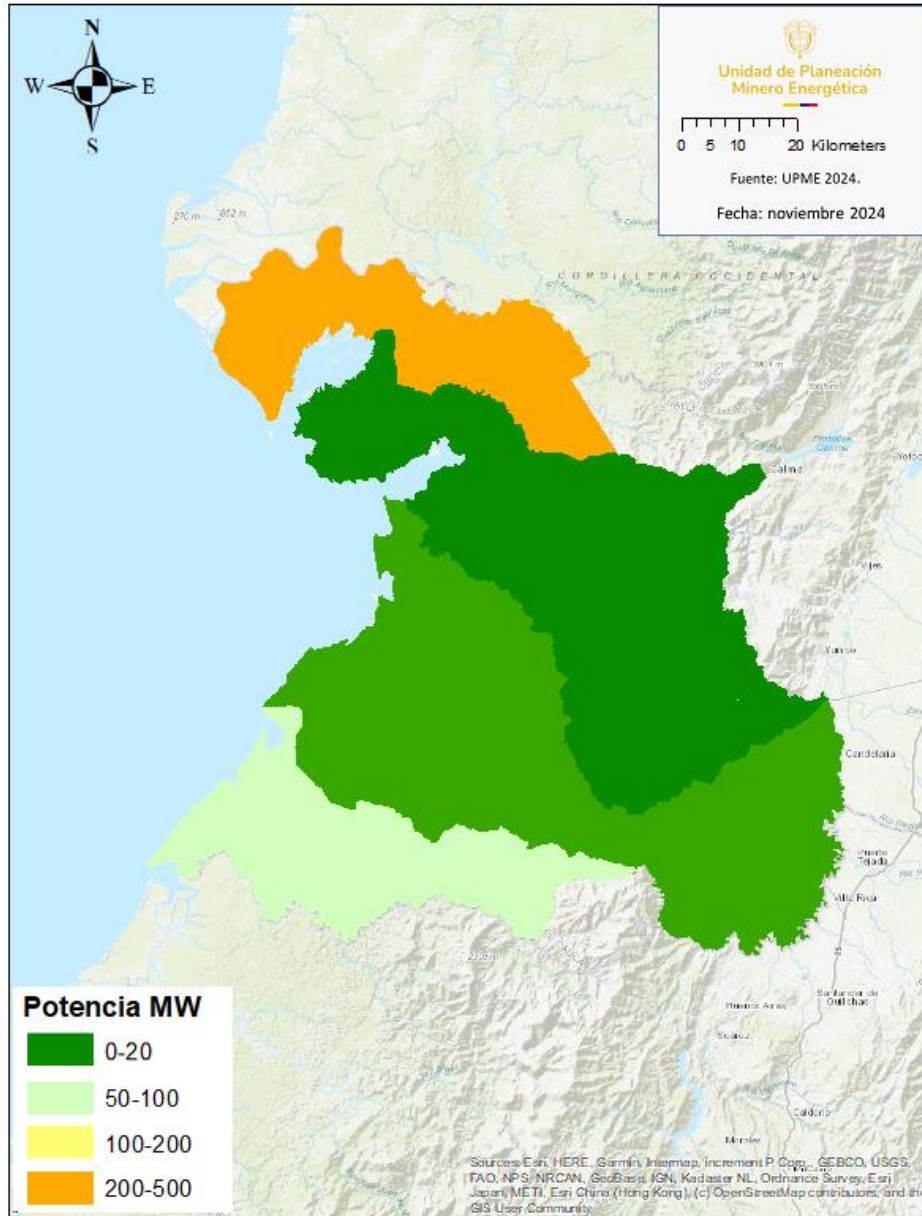 N
W E
S
Unidad de Planeación
Minero Energética
0 5 10 20 Kilometers
Fuente: UPME 2024.
Fecha: noviembre 2024
CORDILLERA OCCIDENTAL
Calima
Vijes
Yumbo
Candelaria
Puerto
Tejada
Villa Rica
25
Santander de
Quilichao
Buenos Aires
Suárez
Caldono
Morales
Potencia MW
0-20
50-100
100-200
200-500
Sources: Esri, HERE, Garmin, Intermap, increment P Corp., GEBCO, USGS,
FAO, NPS, NRCAN, GeoBase, IGN, Kadaster NL, Ordnance Survey, Esri
Japan, METI, Esri China (Hong Kong), (c) OpenStreetMap contributors, and the
GIS User Community